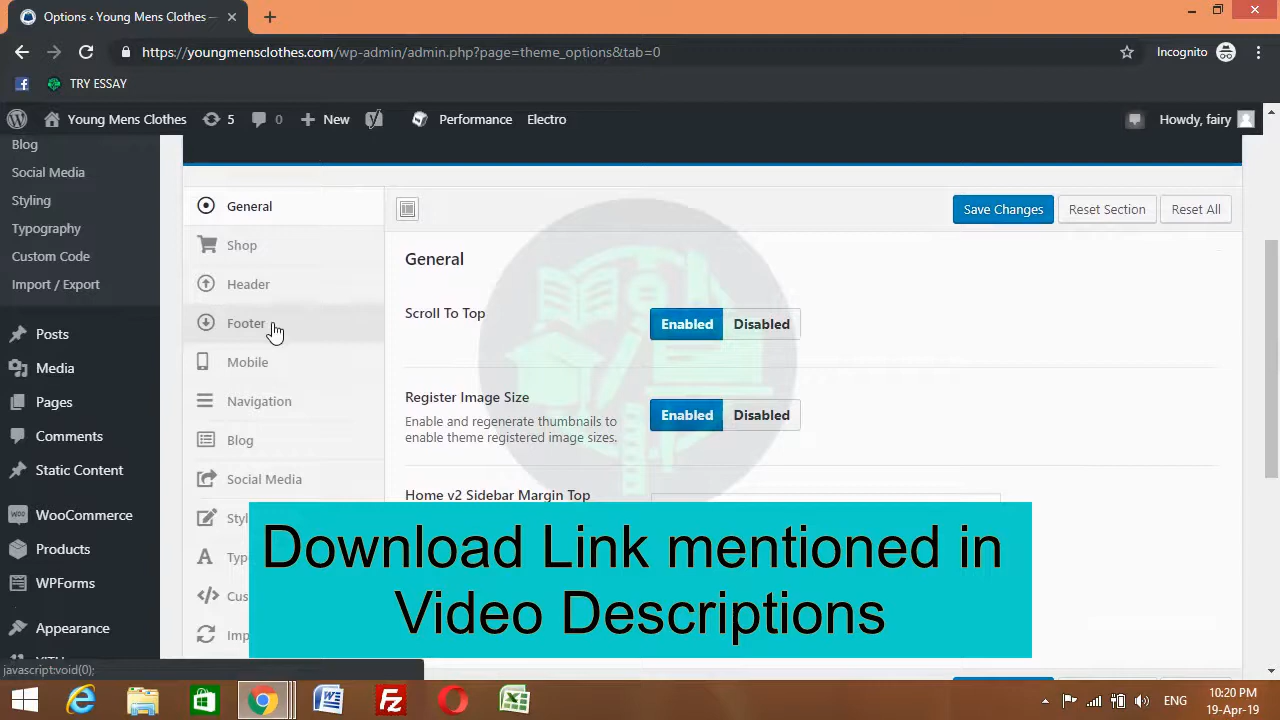 Options ‹ Young Mens Clothes —
https://youngmensclothes.com/wp-admin/admin.php?page=theme_options&tab=0
Incognito
TRY ESSAY
Young Mens Clothes
5
0
New
Performance
Electro
Howdy, fairy
Blog
Social Media
Styling
Typography
Custom Code
Import / Export
Posts
Media
Pages
Comments
Static Content
WooCommerce
Products
WPForms
Appearance
General
Shop
Header
Footer
Mobile
Navigation
Blog
Social Media
Save Changes
Reset Section
Reset All
General
Scroll To Top
Enabled
Disabled
Register Image Size
Enable and regenerate thumbnails to
enable theme registered image sizes.
Enabled
Disabled
Home v2 Sidebar Margin Top
Download Link mentioned in
Video Descriptions
javascript:void(0);
ENG
10:20 PM
19-Apr-19